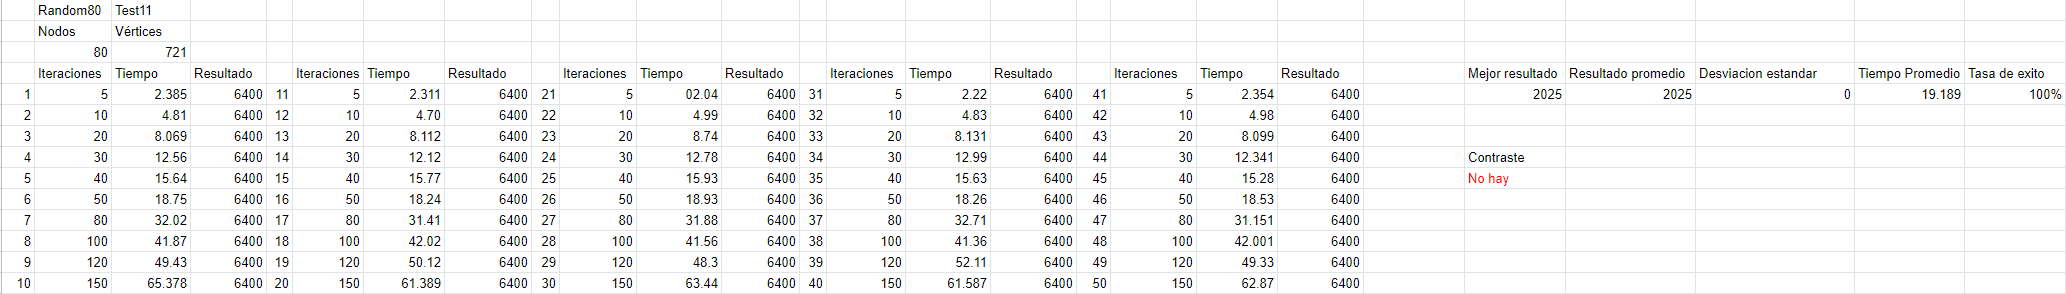 Random80 Test11
Nodos Vértices
80 721
Iteraciones Tiempo Resultado Iteraciones Tiempo Resultado Iteraciones Tiempo Resultado Iteraciones Tiempo Resultado Iteraciones Tiempo Resultado Mejor resultado Resultado promedio Desviacion estandar Tiempo Promedio Tasa de exito
1 5 2.385 6400 11 5 2.311 6400 21 5 02.04 6400 31 5 2.22 6400 41 5 2.354 6400 2025 2025 0 19.189 100%
2 10 4.81 6400 12 10 4.70 6400 22 10 4.99 6400 32 10 4.83 6400 42 10 4.98 6400
3 20 8.069 6400 13 20 8.112 6400 23 20 8.74 6400 33 20 8.131 6400 43 20 8.099 6400
4 30 12.56 6400 14 30 12.12 6400 24 30 12.78 6400 34 30 12.99 6400 44 30 12.341 6400 Contraste
5 40 15.64 6400 15 40 15.77 6400 25 40 15.93 6400 35 40 15.63 6400 45 40 15.28 6400 No hay
6 50 18.75 6400 16 50 18.24 6400 26 50 18.93 6400 36 50 18.26 6400 46 50 18.53 6400
7 80 32.02 6400 17 80 31.41 6400 27 80 31.88 6400 37 80 32.71 6400 47 80 31.151 6400
8 100 41.87 6400 18 100 42.02 6400 28 100 41.56 6400 38 100 41.36 6400 48 100 42.001 6400
9 120 49.43 6400 19 120 50.12 6400 29 120 48.3 6400 39 120 52.11 6400 49 120 49.33 6400
10 150 65.378 6400 20 150 61.389 6400 30 150 63.44 6400 40 150 61.587 6400 50 150 62.87 6400